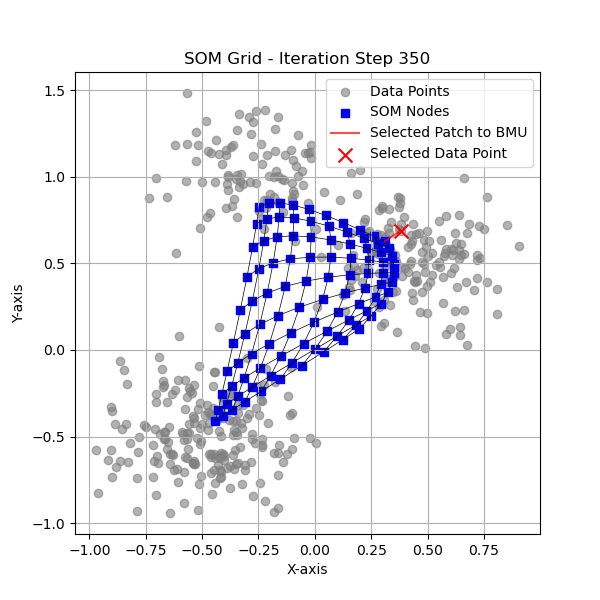 SOM Grid - Iteration Step 350
Data Points
SOM Nodes
Selected Patch to BMU
Selected Data Point
Y-axis
1.5
1.0
0.5
0.0
−0.5
−1.0
−1.00 −0.75 −0.50 −0.25 0.00 0.25 0.50 0.75
X-axis